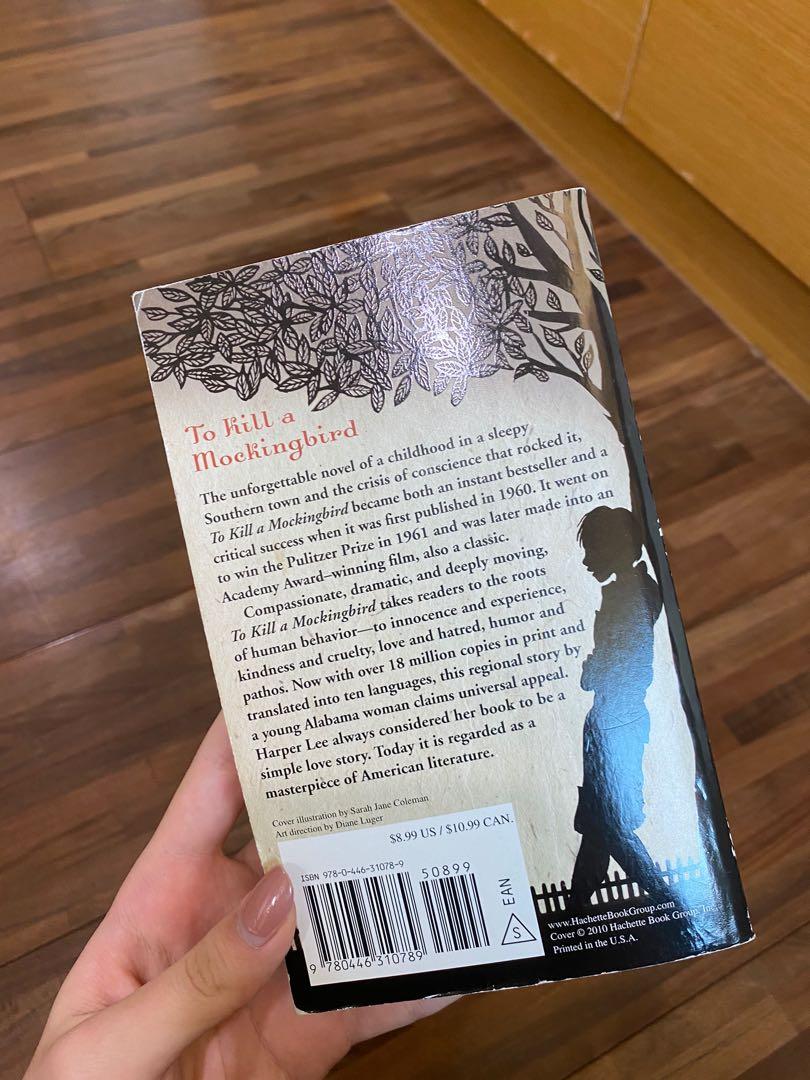 To Kill a
Mockingbird
The unforgettable novel of a childhood in a sleepy
Southern town and the crisis of conscience that rocked it,
To Kill a Mockingbird became both an instant bestseller and a
critical success when it was first published in 1960. It went on
to win the Pulitzer Prize in 1961 and was later made into an
Academy Award–winning film, also a classic.
Compassionate, dramatic, and deeply moving,
To Kill a Mockingbird takes readers to the roots
of human behavior—to innocence and experience,
kindness and cruelty, love and hatred, humor and
pathos. Now with over 18 million copies in print and
translated into ten languages, this regional story by
a young Alabama woman claims universal appeal.
Harper Lee always considered her book to be a
simple love story. Today it is regarded as a
masterpiece of American literature.
Cover illustration by Sarah Jane Coleman
Art direction by Diane Luger
$8.99 US / $10.99 CAN.
ISBN 978-0-446-31078-9
50899
9 780446 310789
S
EAN
www.HachetteBookGroup.com
Cover © 2010 Hachette Book Group, Inc.
Printed in the U.S.A.